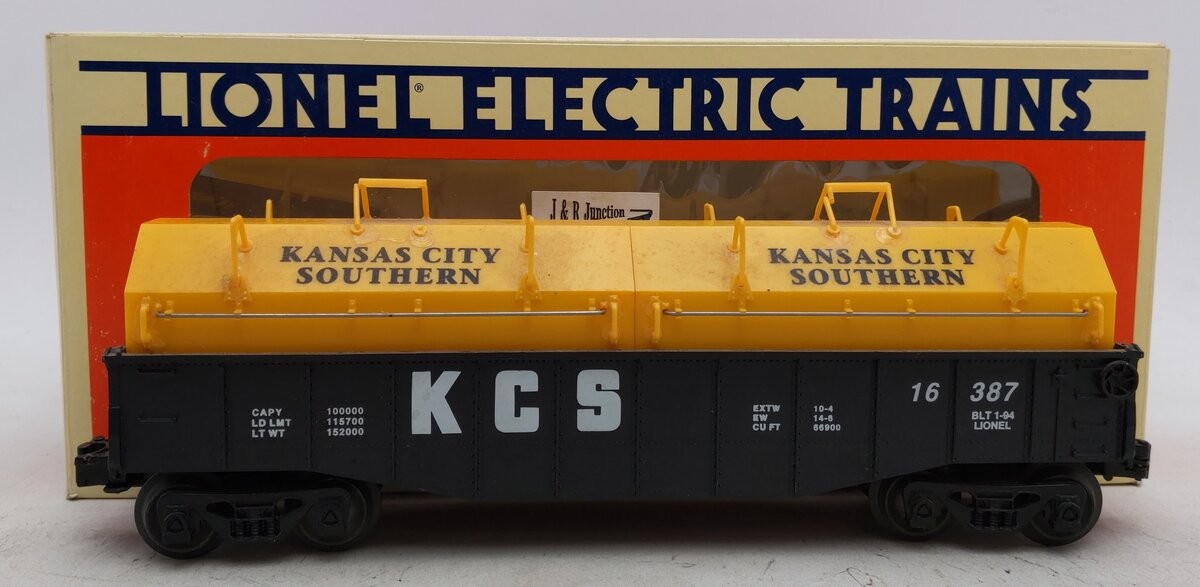 LIONEL® ELECTRIC TRAINS
J & R Junction
KANSAS CITY
SOUTHERN
KANSAS CITY
SOUTHERN
KCS
CAPY 100000
LD LMT 115700
LT WT 152000
EXTW 10-4
EW 14-6
CU FT 66900
16 387
BLT 1-94
LIONEL